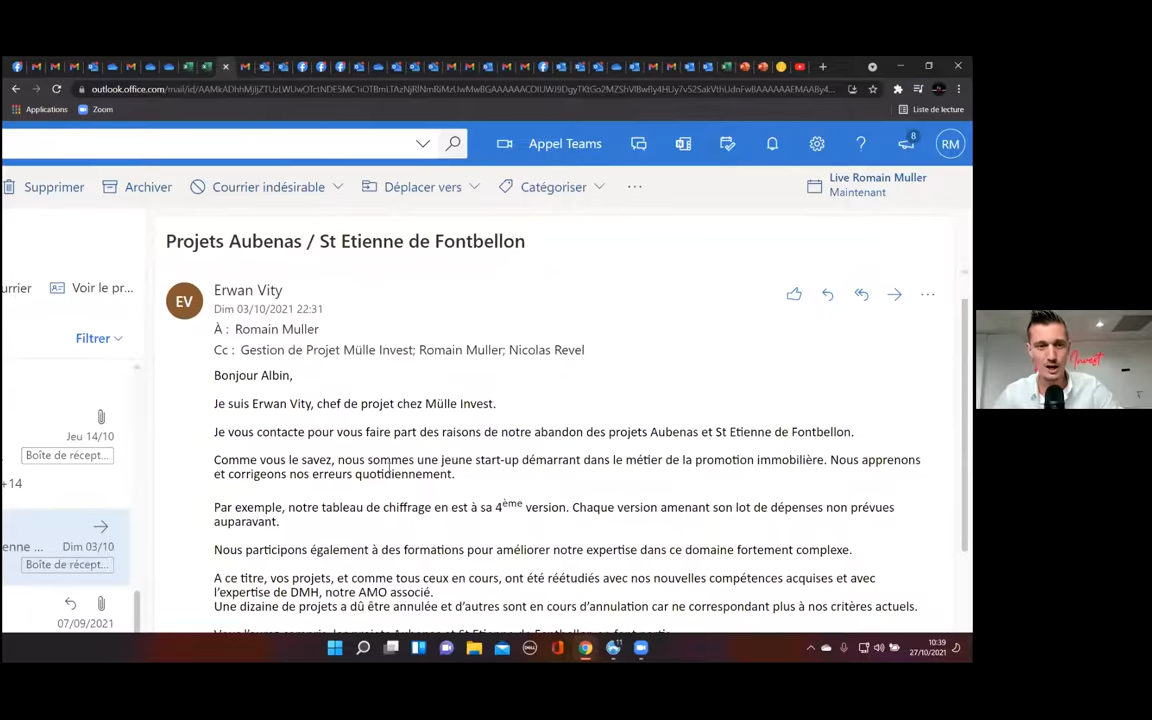 outlook.office.com
Applications
Zoom
Liste de lecture
Appel Teams
8
RM
Supprimer
Archiver
Courrier indésirable
Déplacer vers
Catégoriser
Live Romain Muller
Maintenant
Projets Aubenas / St Etienne de Fontbellon
urrier
Voir le pr...
Filtrer
EV
Erwan Vity
Dim 03/10/2021 22:31
À : Romain Muller
Cc : Gestion de Projet Mülle Invest; Romain Muller; Nicolas Revel
Bonjour Albin,
Je suis Erwan Vity, chef de projet chez Mülle Invest.
Je vous contacte pour vous faire part des raisons de notre abandon des projets Aubenas et St Etienne de Fontbellon.
Comme vous le savez, nous sommes une jeune start-up démarrant dans le métier de la promotion immobilière. Nous apprenons
et corrigeons nos erreurs quotidiennement.
Par exemple, notre tableau de chiffrage en est à sa 4ème version. Chaque version amenant son lot de dépenses non prévues
auparavant.
Nous participons également à des formations pour améliorer notre expertise dans ce domaine fortement complexe.
A ce titre, vos projets, et comme tous ceux en cours, ont été réétudiés avec nos nouvelles compétences acquises et avec
l'expertise de DMH, notre AMO associé.
Une dizaine de projets a dû être annulée et d'autres sont en cours d'annulation car ne correspondant plus à nos critères actuels.
Jeu 14/10
Boîte de récept...
+14
enne ...
Dim 03/10
Boîte de récept...
07/09/2021
Invest
10:39
27/10/2021